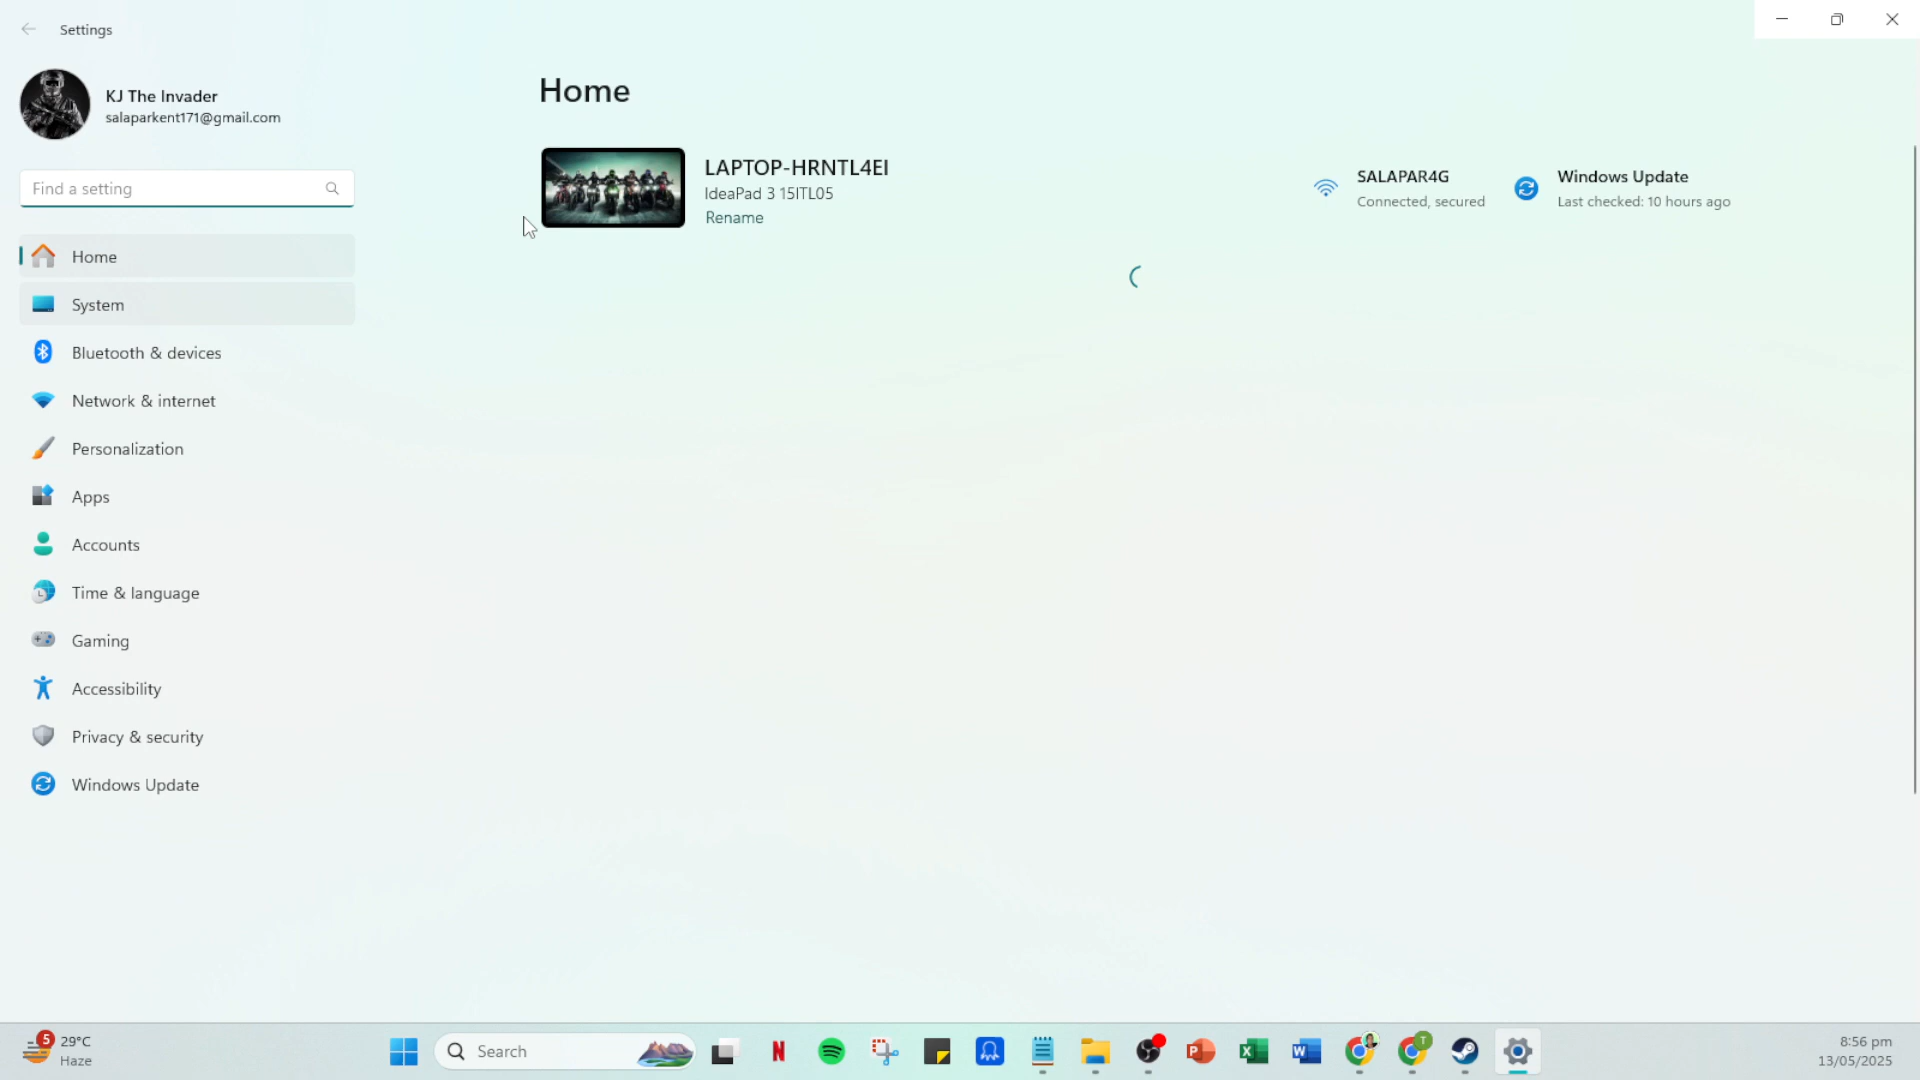 Settings
KJ The Invader
salaparkent171@gmail.com
Find a setting
Home
System
Bluetooth & devices
Network & internet
Personalization
Apps
Accounts
Time & language
Gaming
Accessibility
Privacy & security
Windows Update
Home
LAPTOP-HRNTL4EI
IdeaPad 3 15ITL05
Rename
SALAPAR4G
Connected, secured
Windows Update
Last checked: 10 hours ago
5
29°C
Haze
Search
N
P
X
W
T
8:56 pm
13/05/2025